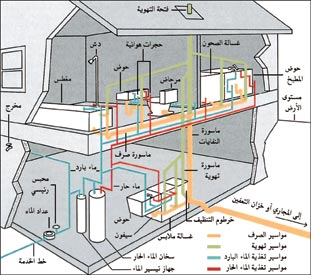 فتحة التهوية
غسالة الصحون
حجرات هوائية
دش
حوض
المطبخ
حوض
مرحاض
مغطس
مستوى
الأرض
مخرج
ماسورة
النفايات
ماسورة صرف
ماء بارد
ماسورة
تهوية
محبس
رئيسي
ماء حار
إلى المجاري أو خزان التعفين
عداد الماء
حوض
خرطوم التنظيف
غسالة ملابس
سيفون
خط الخدمة
سخان الماء الحار
جهاز تيسير الماء
مواسير الصرف
مواسير تهوية
مواسير تغذية الماء البارد
مواسير تغذية الماء الحار